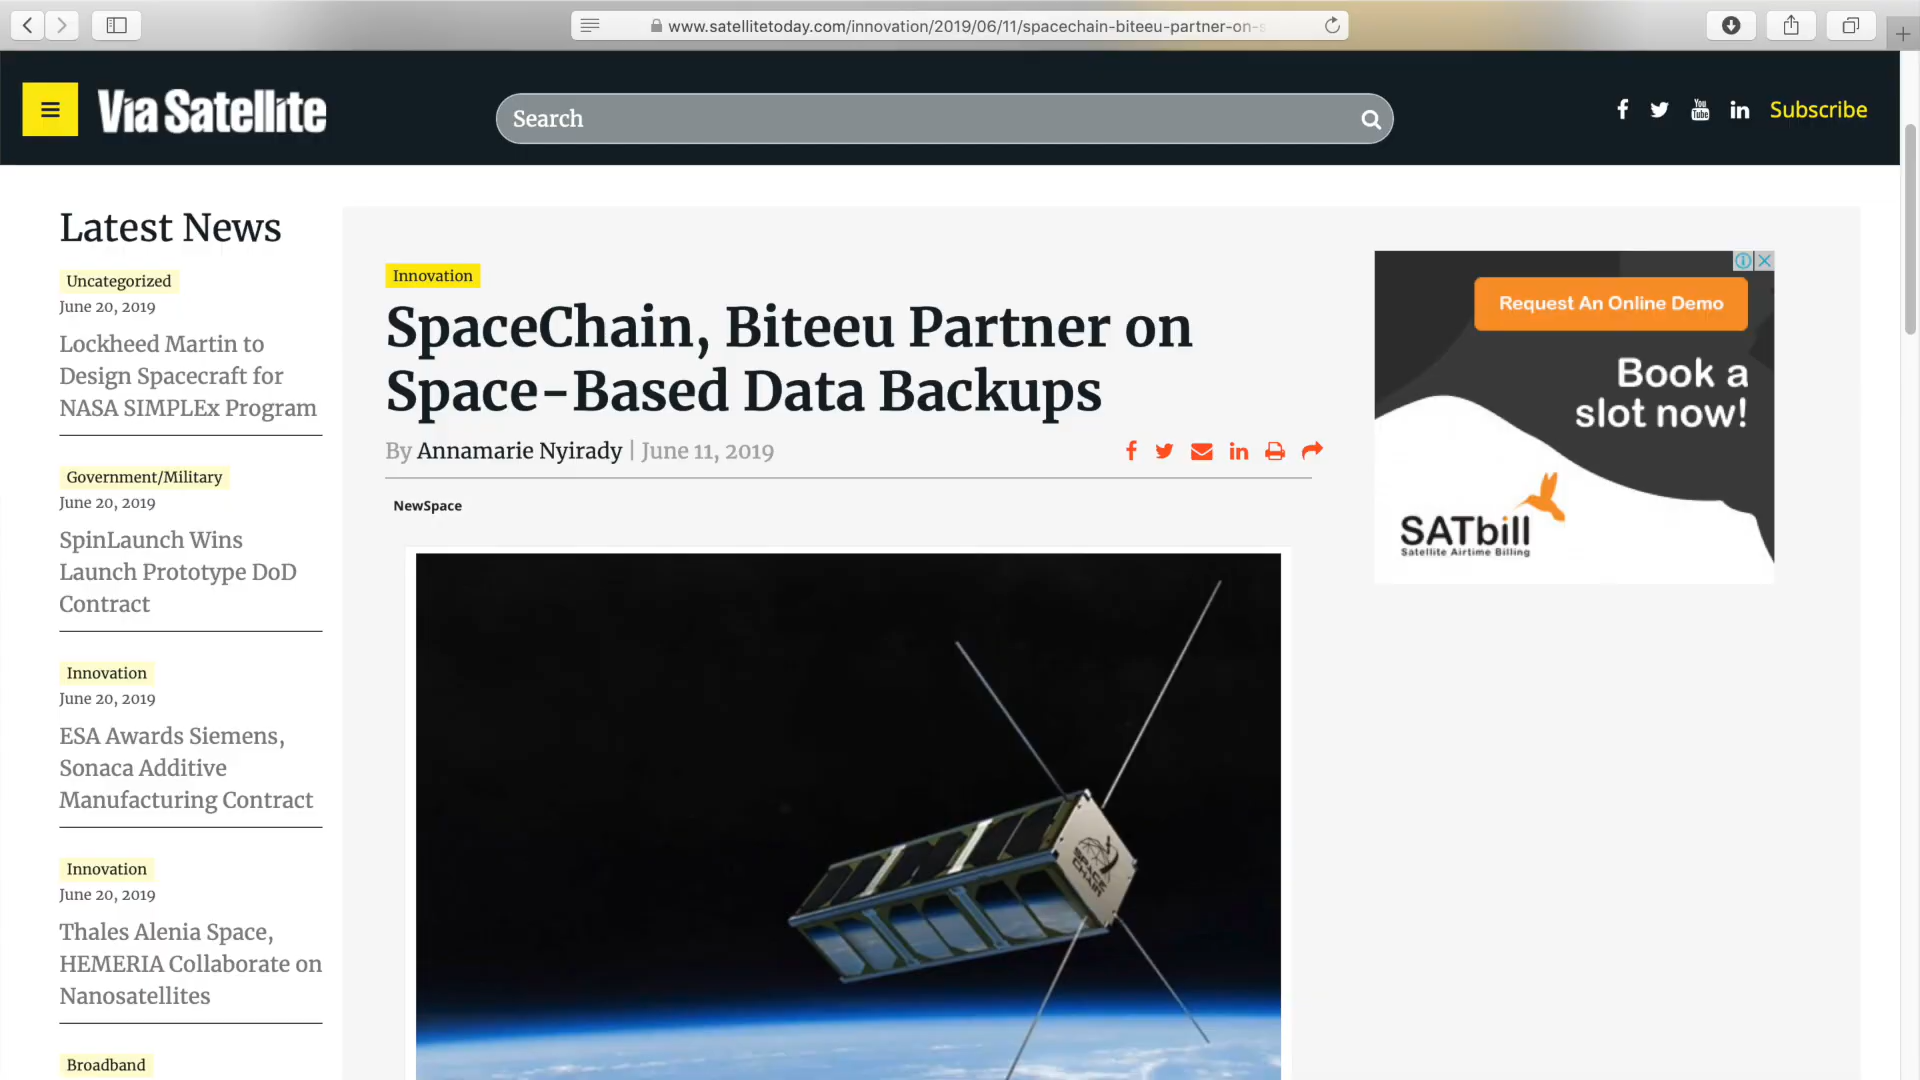 www.satellitetoday.com/innovation/2019/06/11/spacechain-biteeu-partner-on-s
Via Satellite
Search
You
Tube
Subscribe
Latest News
Uncategorized
June 20, 2019
Lockheed Martin to
Design Spacecraft for
NASA SIMPLEx Program
Government/Military
June 20, 2019
SpinLaunch Wins
Launch Prototype DoD
Contract
Innovation
June 20, 2019
ESA Awards Siemens,
Sonaca Additive
Manufacturing Contract
Innovation
June 20, 2019
Thales Alenia Space,
HEMERIA Collaborate on
Nanosatellites
Broadband
Innovation
SpaceChain, Biteeu Partner on
Space-Based Data Backups
By Annamarie Nyirady | June 11, 2019
NewSpace
SPACE
CHAIN
Request An Online Demo
Book a
slot now!
SATbill
Satellite Airtime Billing